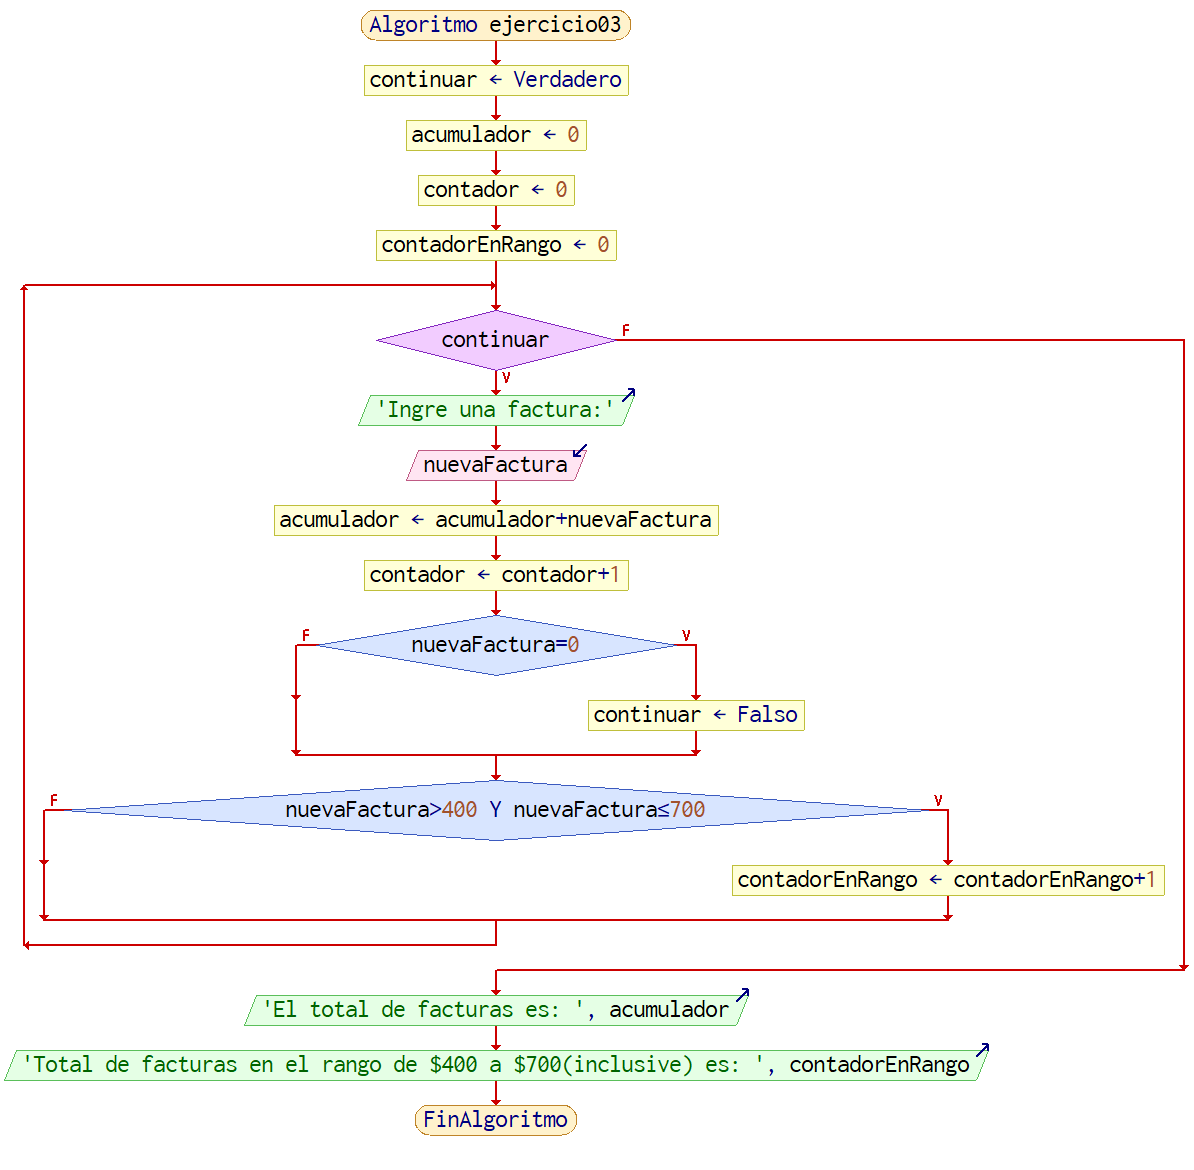 Algoritmo ejercicio03
continuar ← Verdadero
acumulador ← 0
contador ← 0
contadorEnRango ← 0
continuar
F
V
'Ingre una factura:'
nuevaFactura
acumulador ← acumulador+nuevaFactura
contador ← contador+1
F
nuevaFactura=0
V
continuar ← Falso
F
nuevaFactura>400 Y nuevaFactura≤700
V
contadorEnRango ← contadorEnRango+1
'El total de facturas es: ', acumulador
'Total de facturas en el rango de $400 a $700(inclusive) es: ', contadorEnRango
FinAlgoritmo